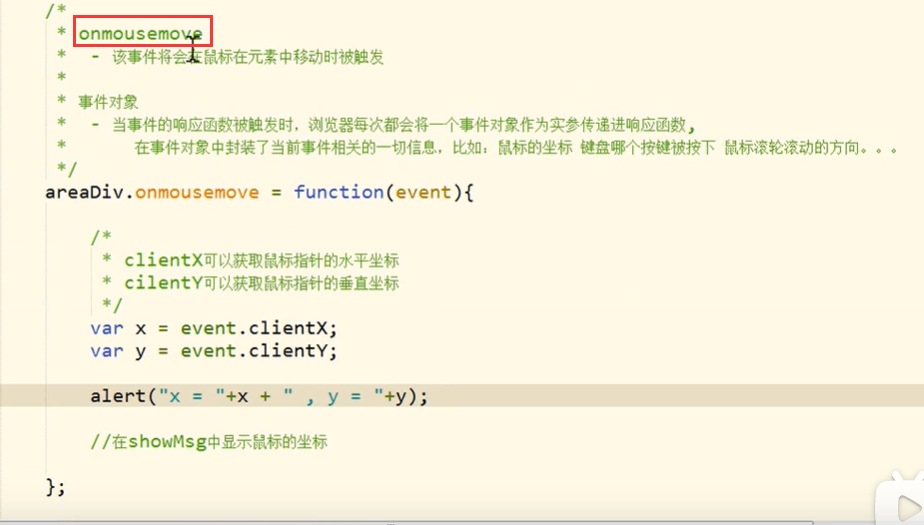 /*
* onmousemove
* - 该事件将会在鼠标在元素中移动时被触发
*
* 事件对象
* - 当事件的响应函数被触发时，浏览器每次都会将一个事件对象作为实参传递进响应函数,
* 在事件对象中封装了当前事件相关的一切信息，比如：鼠标的坐标 键盘哪个按键被按下 鼠标滚轮滚动的方向。。。
*/
areaDiv.onmousemove = function(event){
/*
* clientX可以获取鼠标指针的水平坐标
* cilentY可以获取鼠标指针的垂直坐标
*/
var x = event.clientX;
var y = event.clientY;
alert("x = "+x + " , y = "+y);
//在showMsg中显示鼠标的坐标
};